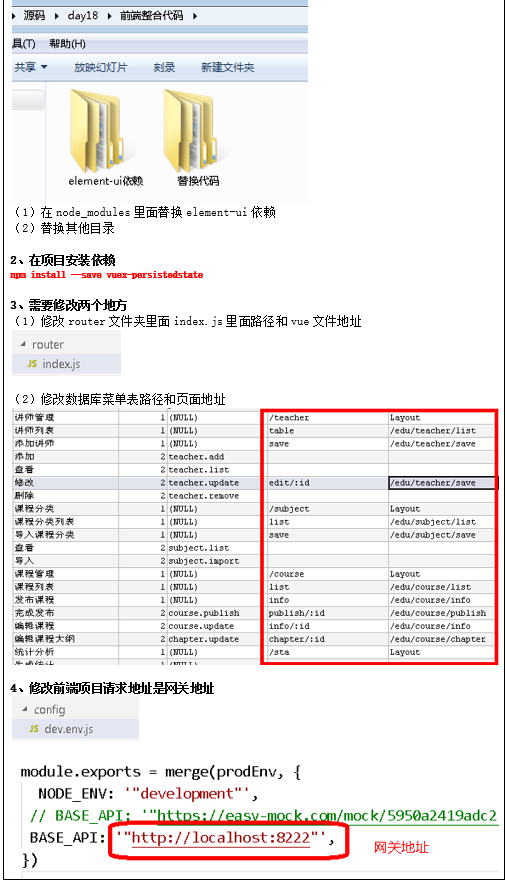 源码 day18 前端整合代码
具(T) 帮助(H)
共享 放映幻灯片 刻录 新建文件夹
element-ui依赖 替换代码
（1）在 node_modules 里面替换 element-ui 依赖
（2）替换其他目录
2、在项目安装依赖
npm install --save vuex-persistedstate
3、需要修改两个地方
（1）修改 router 文件夹里面 index.js 里面路径和 vue 文件地址
router
JS index.js
（2）修改数据库菜单表路径和页面地址
讲师管理 1 (NULL) /teacher Layout
讲师列表 1 (NULL) table /edu/teacher/list
添加讲师 1 (NULL) save /edu/teacher/save
添加 2 teacher.add
查看 2 teacher.list
修改 2 teacher.update edit/:id /edu/teacher/save
删除 2 teacher.remove
课程分类 1 (NULL) /subject Layout
课程分类列表 1 (NULL) list /edu/subject/list
导入课程分类 1 (NULL) save /edu/subject/save
查看 2 subject.list
导入 2 subject.import
课程管理 1 (NULL) /course Layout
课程列表 1 (NULL) list /edu/course/list
发布课程 1 (NULL) info /edu/course/info
完成发布 2 course.publish publish/:id /edu/course/publish
编辑课程 2 course.update info/:id /edu/course/info
编辑课程大纲 2 chapter.update chapter/:id /edu/course/chapter
统计分析 1 (NULL) /sta Layout
4、修改前端项目请求地址是网关地址
config
JS dev.env.js
module.exports = merge(prodEnv, {
NODE_ENV: '"development"',
// BASE_API: '"https://easy-mock.com/mock/5950a2419adc2
BASE_API: '"http://localhost:8222"', 网关地址
})